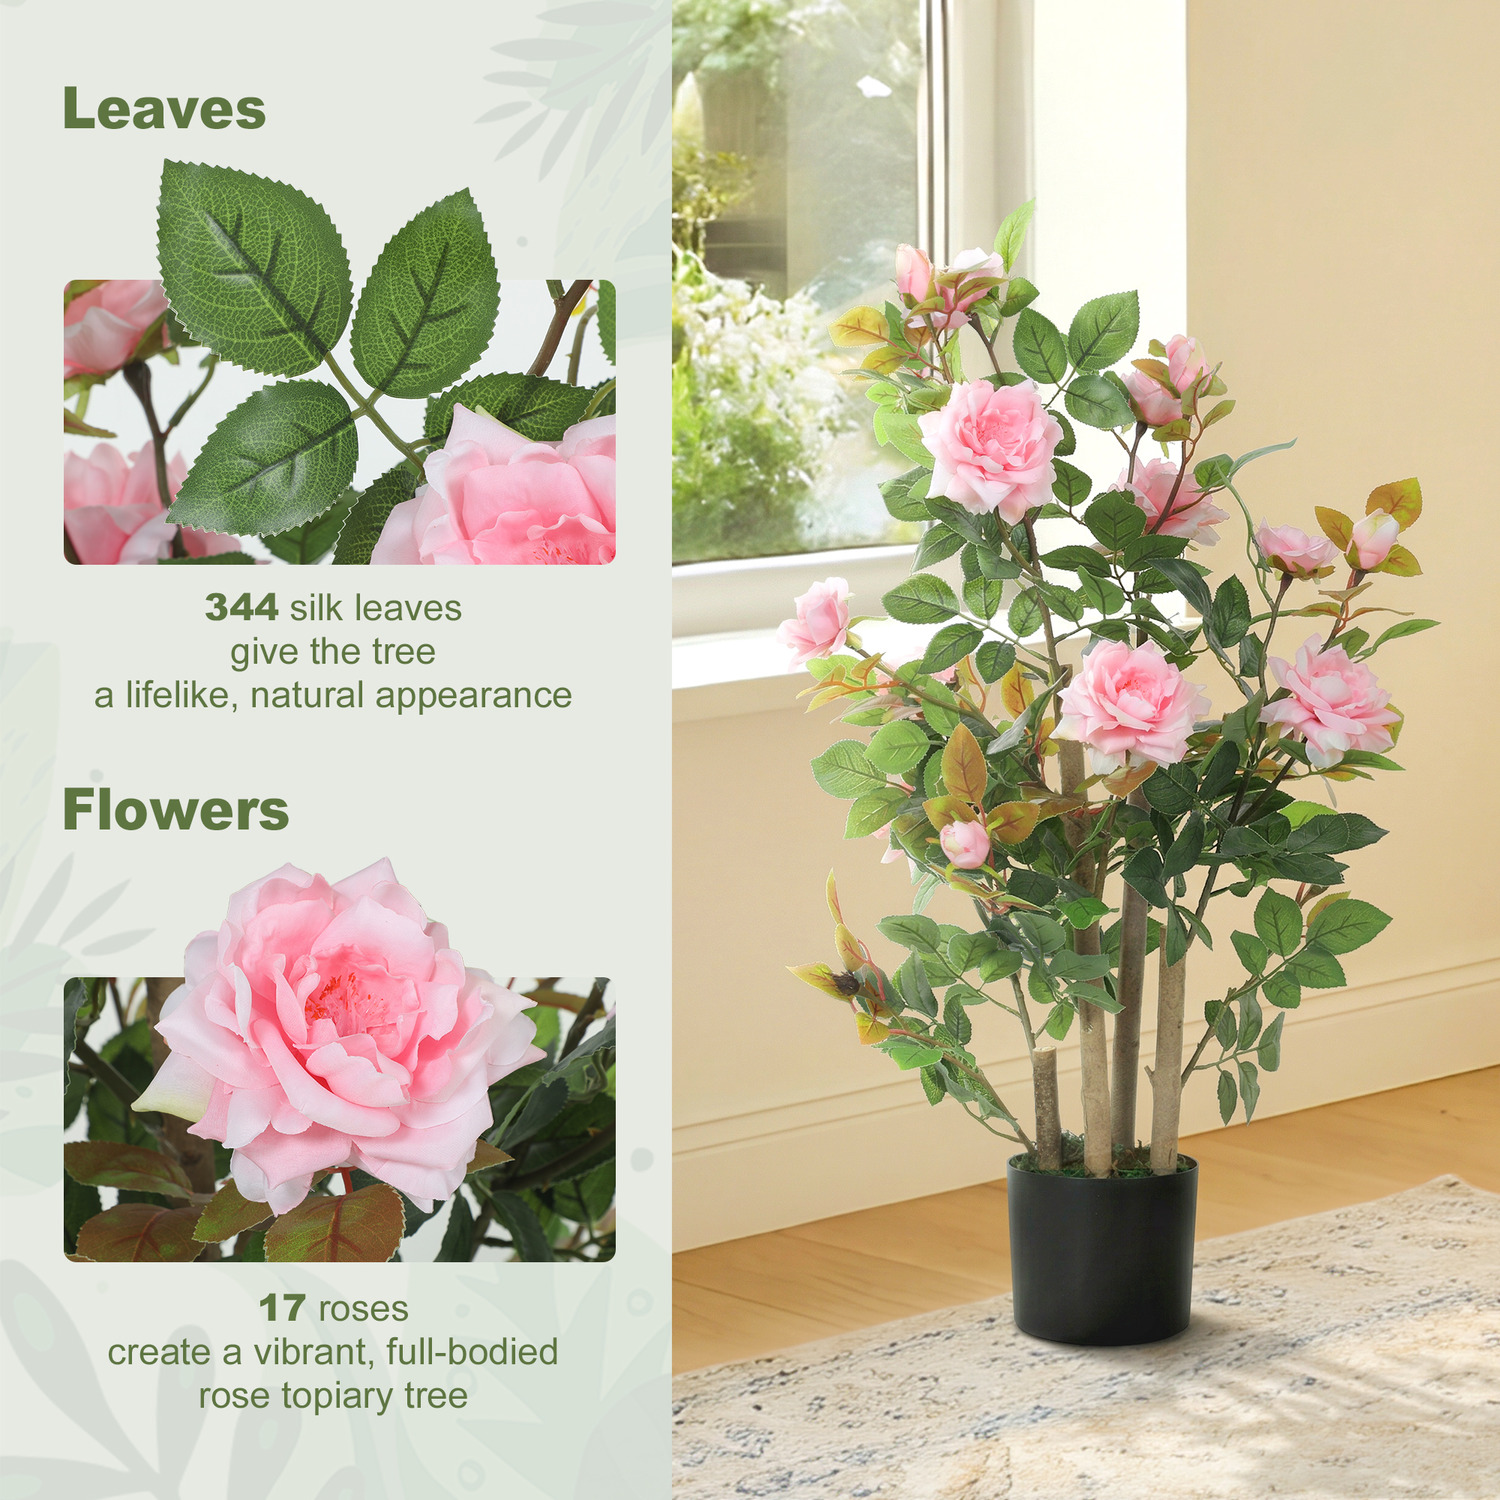 Leaves
344 silk leaves
give the tree
a lifelike, natural appearance
Flowers
17 roses
create a vibrant, full-bodied
rose topiary tree